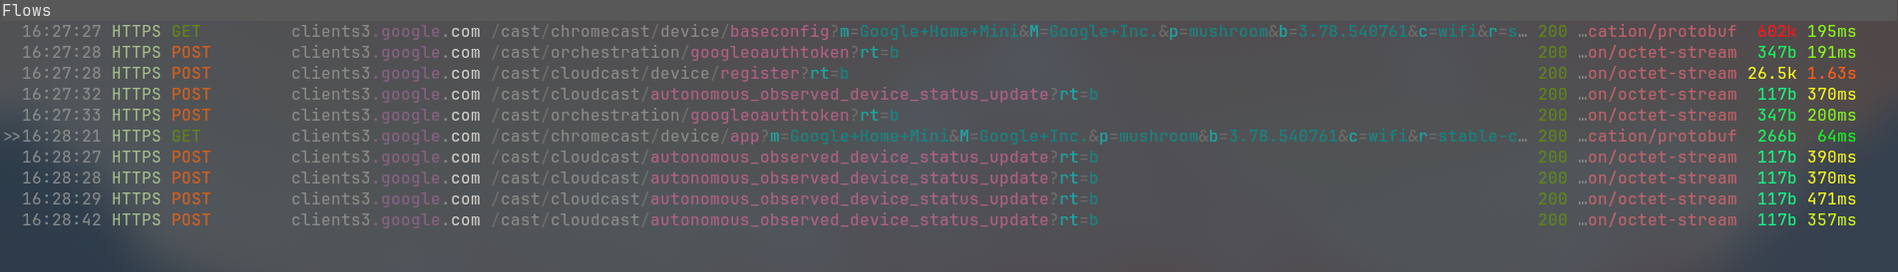 Flows
16:27:27 HTTPS GET clients3.google.com /cast/chromecast/device/baseconfig?m=Google+Home+Mini&M=Google+Inc.&p=mushroom&b=3.78.540761&c=wifi&r=s… 200 …cation/protobuf 602k 195ms
16:27:28 HTTPS POST clients3.google.com /cast/orchestration/googleoauthtoken?rt=b 200 …on/octet-stream 347b 191ms
16:27:28 HTTPS POST clients3.google.com /cast/cloudcast/device/register?rt=b 200 …on/octet-stream 26.5k 1.63s
16:27:32 HTTPS POST clients3.google.com /cast/cloudcast/autonomous_observed_device_status_update?rt=b 200 …on/octet-stream 117b 370ms
16:27:33 HTTPS POST clients3.google.com /cast/orchestration/googleoauthtoken?rt=b 200 …on/octet-stream 347b 200ms
>>16:28:21 HTTPS GET clients3.google.com /cast/chromecast/device/app?m=Google+Home+Mini&M=Google+Inc.&p=mushroom&b=3.78.540761&c=wifi&r=stable-c… 200 …cation/protobuf 266b 64ms
16:28:27 HTTPS POST clients3.google.com /cast/cloudcast/autonomous_observed_device_status_update?rt=b 200 …on/octet-stream 117b 390ms
16:28:28 HTTPS POST clients3.google.com /cast/cloudcast/autonomous_observed_device_status_update?rt=b 200 …on/octet-stream 117b 370ms
16:28:29 HTTPS POST clients3.google.com /cast/cloudcast/autonomous_observed_device_status_update?rt=b 200 …on/octet-stream 117b 471ms
16:28:42 HTTPS POST clients3.google.com /cast/cloudcast/autonomous_observed_device_status_update?rt=b 200 …on/octet-stream 117b 357ms